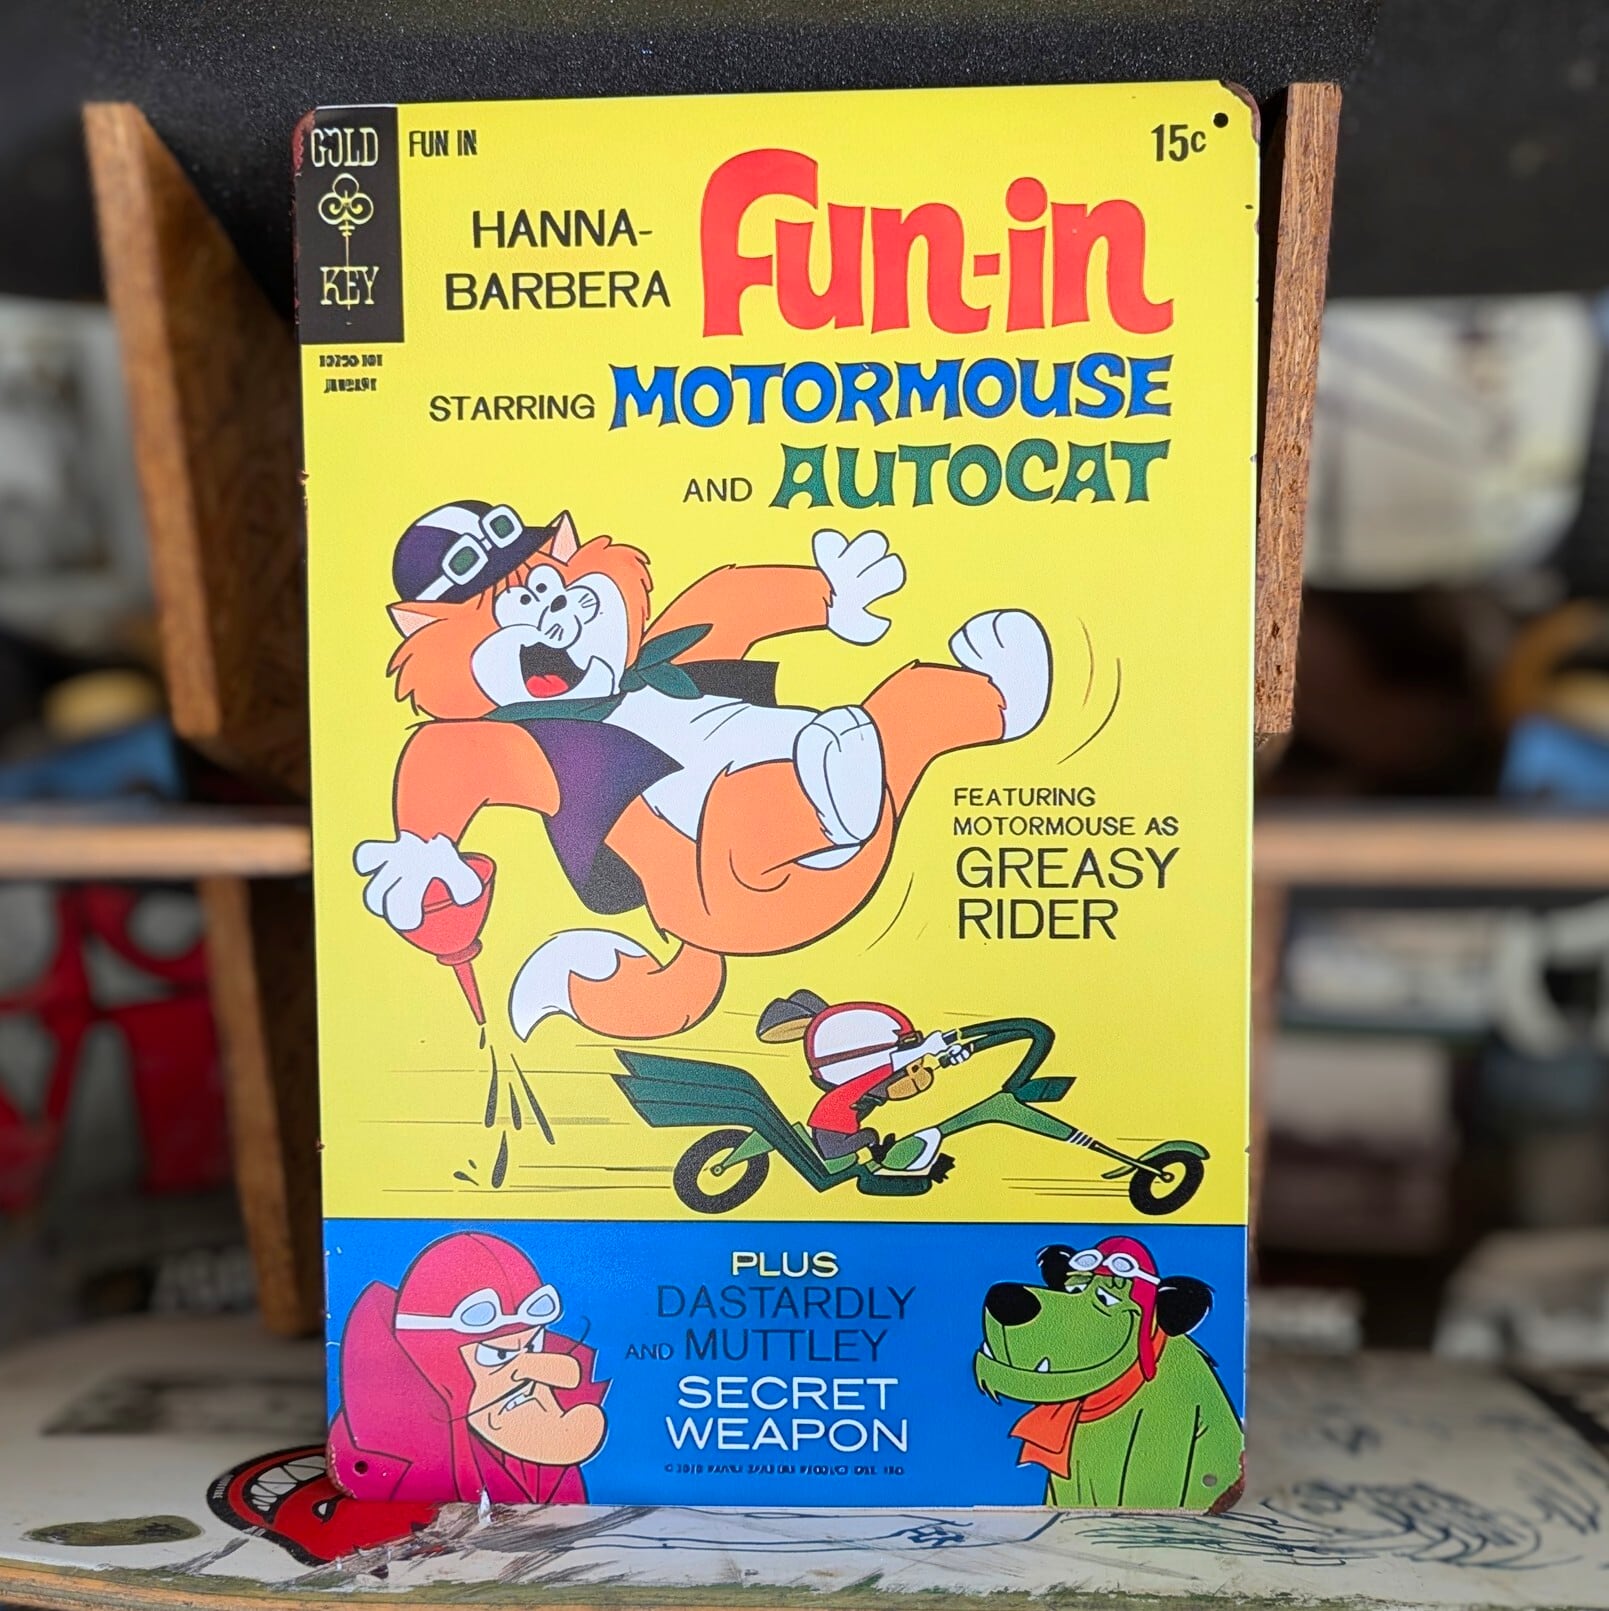 GOLD
KEY
FUN IN
15c
HANNA-
BARBERA
Fun-in
STARRING MOTORMOUSE
AND AUTOCAT
FEATURING
MOTORMOUSE AS
GREASY
RIDER
PLUS
DASTARDLY
AND MUTTLEY
SECRET
WEAPON